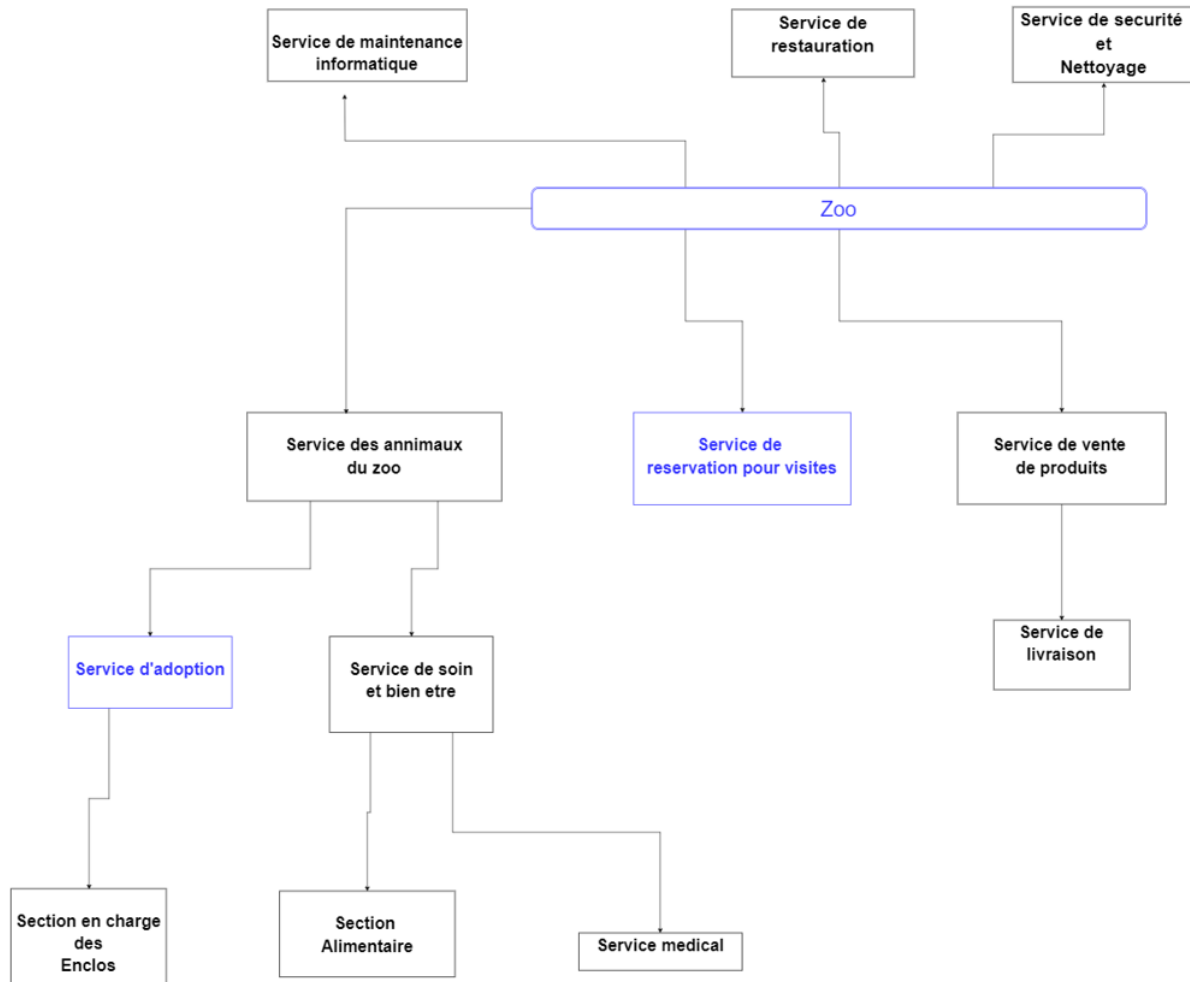 Service de maintenance
informatique
Service de
restauration
Service de securité
et
Nettoyage
Zoo
Service des annimaux
du zoo
Service de
reservation pour visites
Service de vente
de produits
Service d'adoption
Service de soin
et bien etre
Service de
livraison
Section en charge
des
Enclos
Section
Alimentaire
Service medical